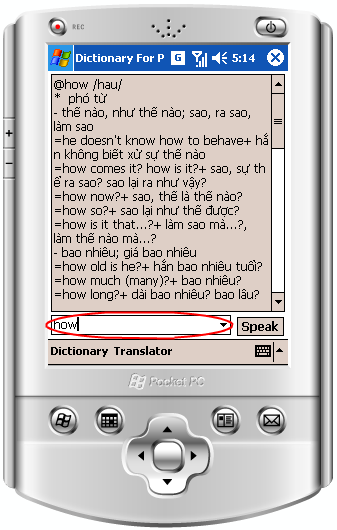 REC
Dictionary For P G 5:14
@how /hau/
* phó từ
- thế nào, như thế nào; sao, ra sao,
làm sao
=he doesn't know how to behave+ hắ
n không biết xử sự thế nào
=how comes it? how is it?+ sao, sự th
ể ra sao? sao lại ra như vậy?
=how now?+ sao, thế là thế nào?
=how so?+ sao lại như thế được?
=how is it that...?+ làm sao mà...?,
làm thế nào mà...?
- bao nhiêu; giá bao nhiêu
=how old is he?+ hắn bao nhiêu tuổi?
=how much (many)?+ bao nhiêu?
=how long?+ dài bao nhiêu? bao lâu?
how Speak
Dictionary Translator
Pocket PC